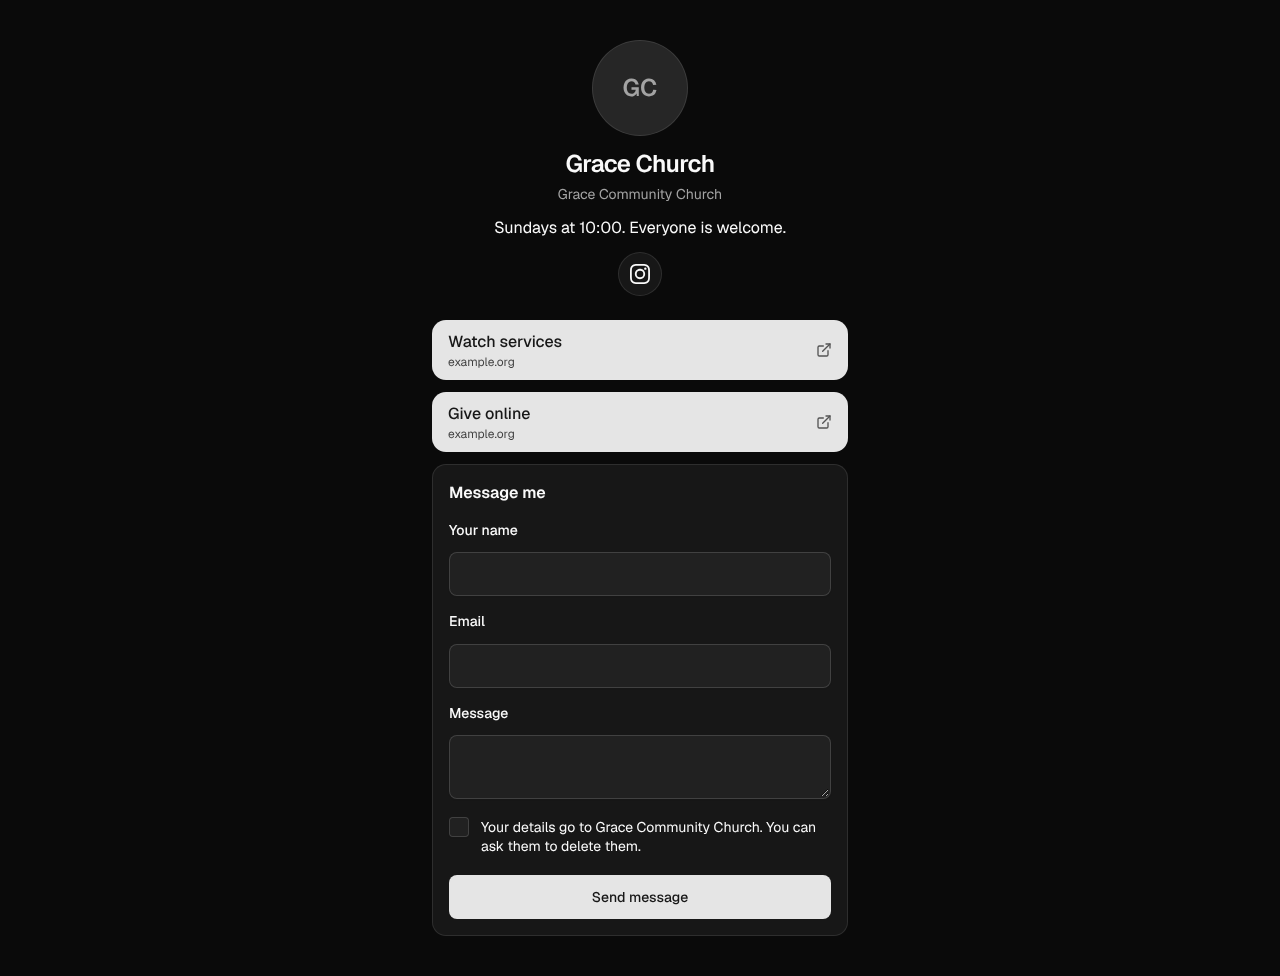 GC
Grace Church
Grace Community Church
Sundays at 10:00. Everyone is welcome.
Watch services
example.org
Give online
example.org
Message me
Your name
Email
Message
Your details go to Grace Community Church. You can
ask them to delete them.
Send message